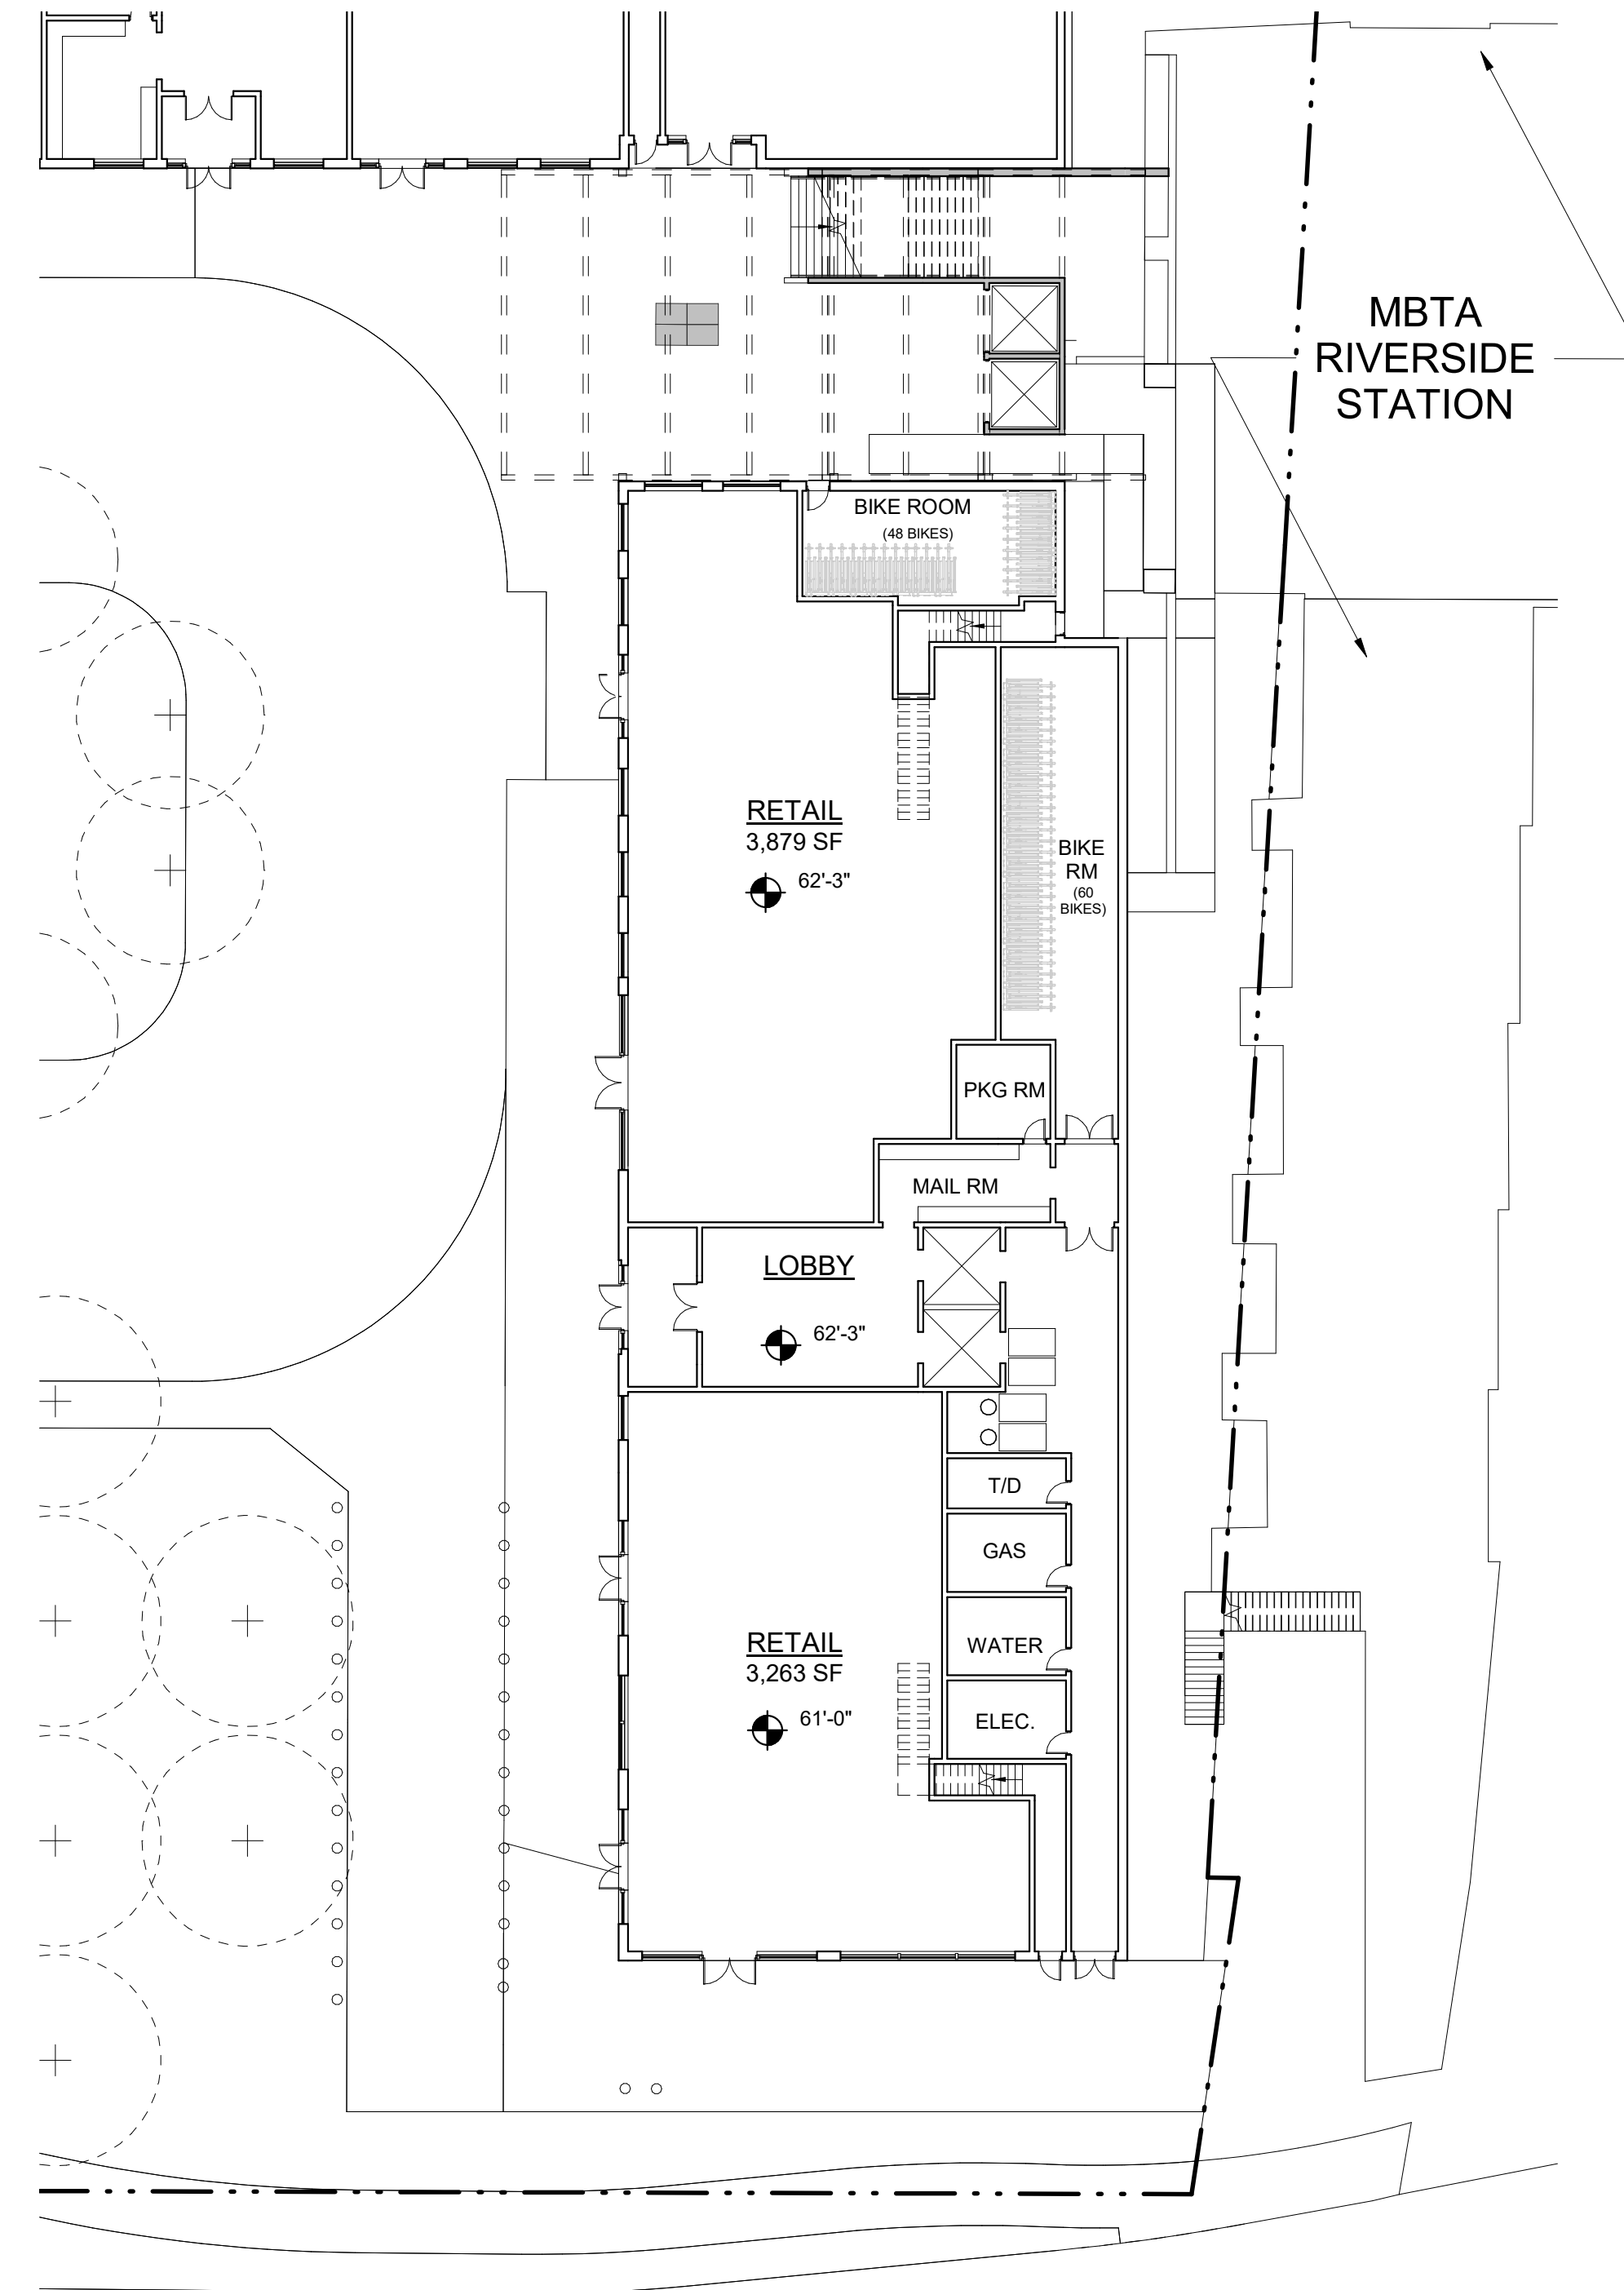 MBTA
RIVERSIDE
STATION
BIKE ROOM
(48 BIKES)
RETAIL
3,879 SF
62'-3"
BIKE
RM
(60
BIKES)
PKG RM
MAIL RM
LOBBY
62'-3"
T/D
GAS
WATER
ELEC.
RETAIL
3,263 SF
61'-0"